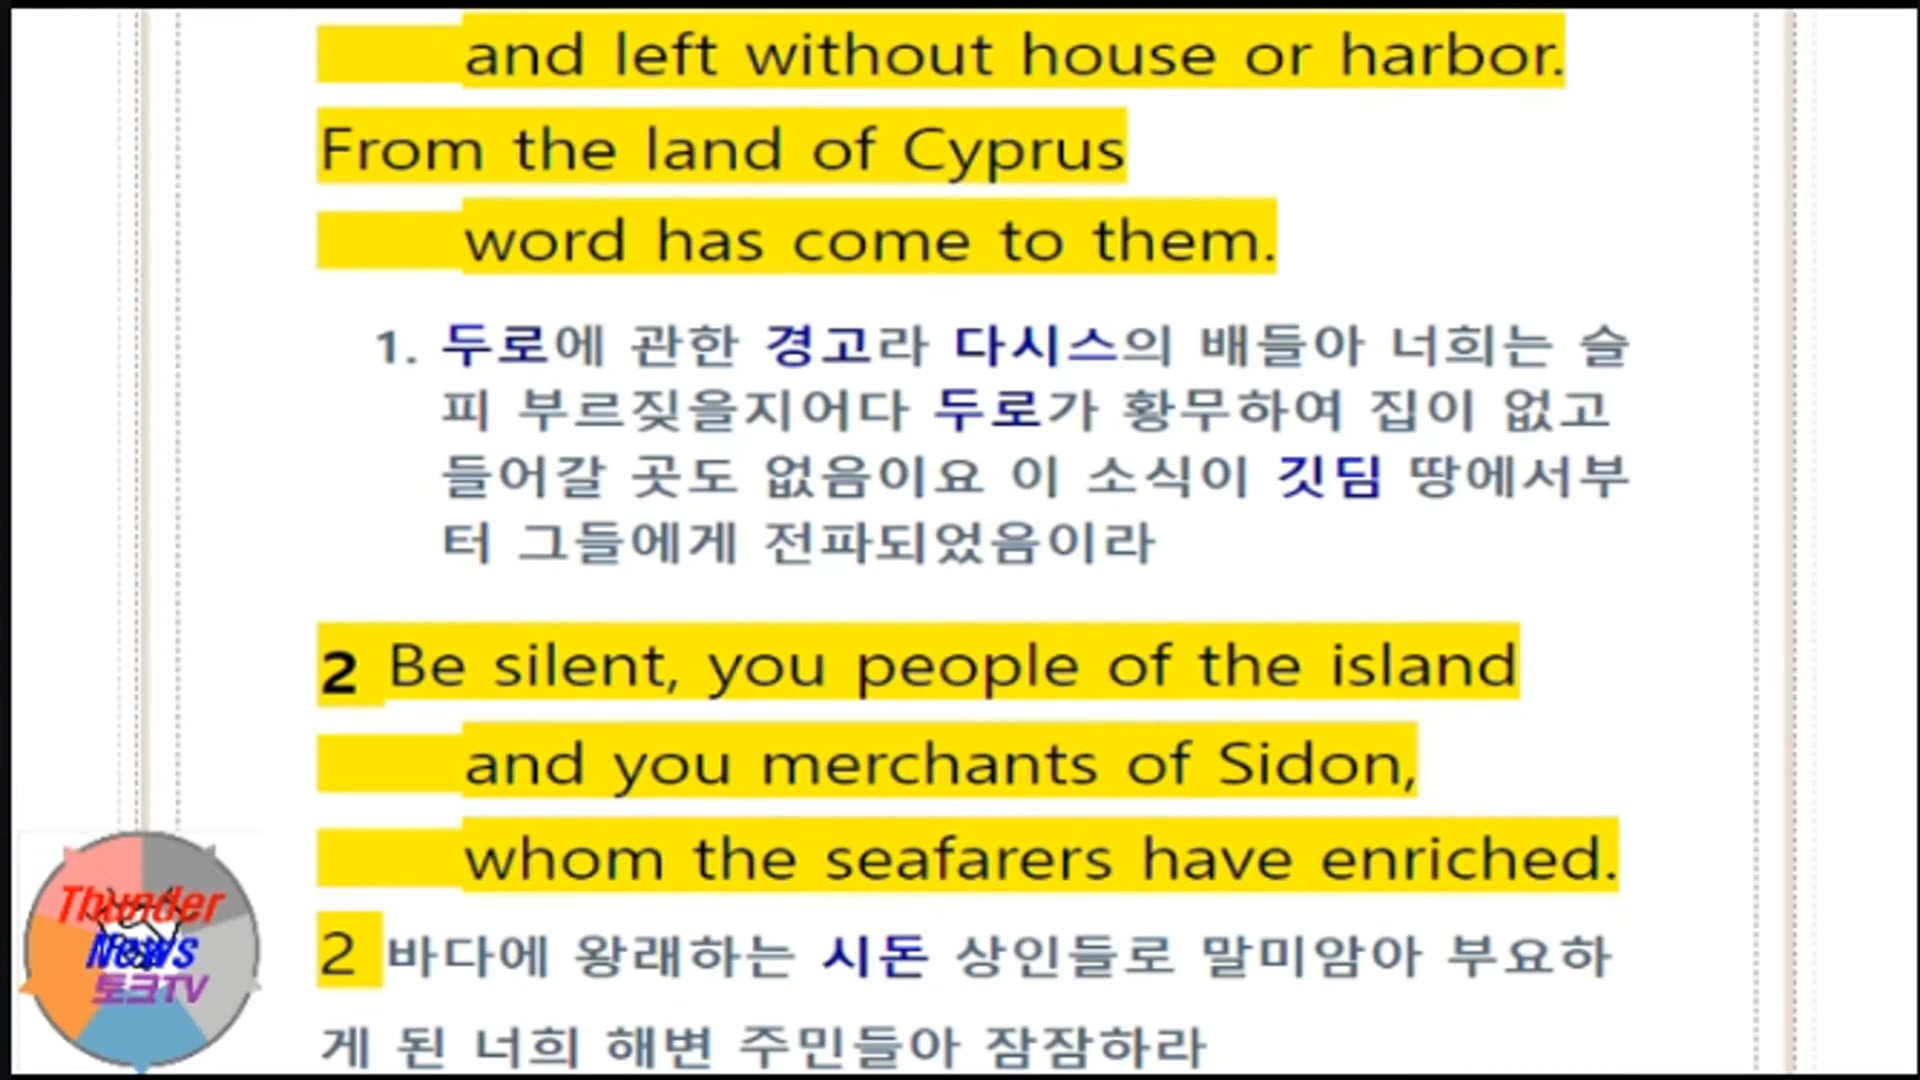 and left without house or harbor.
From the land of Cyprus
word has come to them.
1. 두로에 관한 경고라 다시스의 배들아 너희는 슬
피 부르짖을지어다 두로가 황무하여 집이 없고
들어갈 곳도 없음이요 이 소식이 깃딤 땅에서부
터 그들에게 전파되었음이라
2 Be silent, you people of the island
and you merchants of Sidon,
whom the seafarers have enriched.
2 바다에 왕래하는 시돈 상인들로 말미암아 부요하
게 된 너희 해변 주민들아 잠잠하라
Thunder
News
토크TV